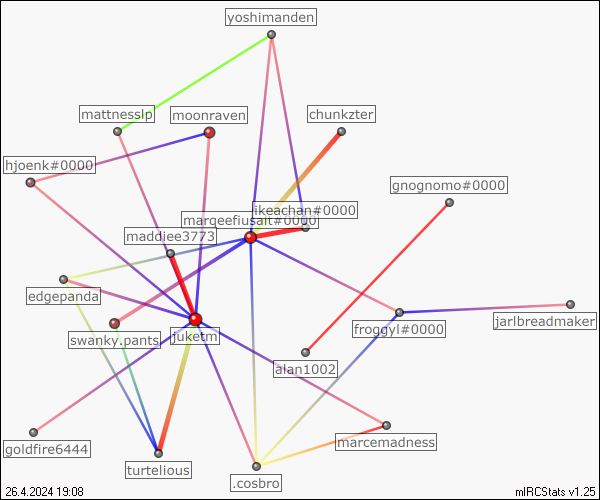 yoshimanden
mattnesslp
moonraven
chunkzter
hjoenk#0000
gnognomo#0000
likeachan#0000
marqeefiusalt#0000
maddiee3773
edgepanda
jarlbreadmaker
froggyl#0000
swanky.pants
juketm
alan1002
marcemadness
goldfire6444
turtelious
.cosbro
26.4.2024 19:08
mIRCStats v1.25